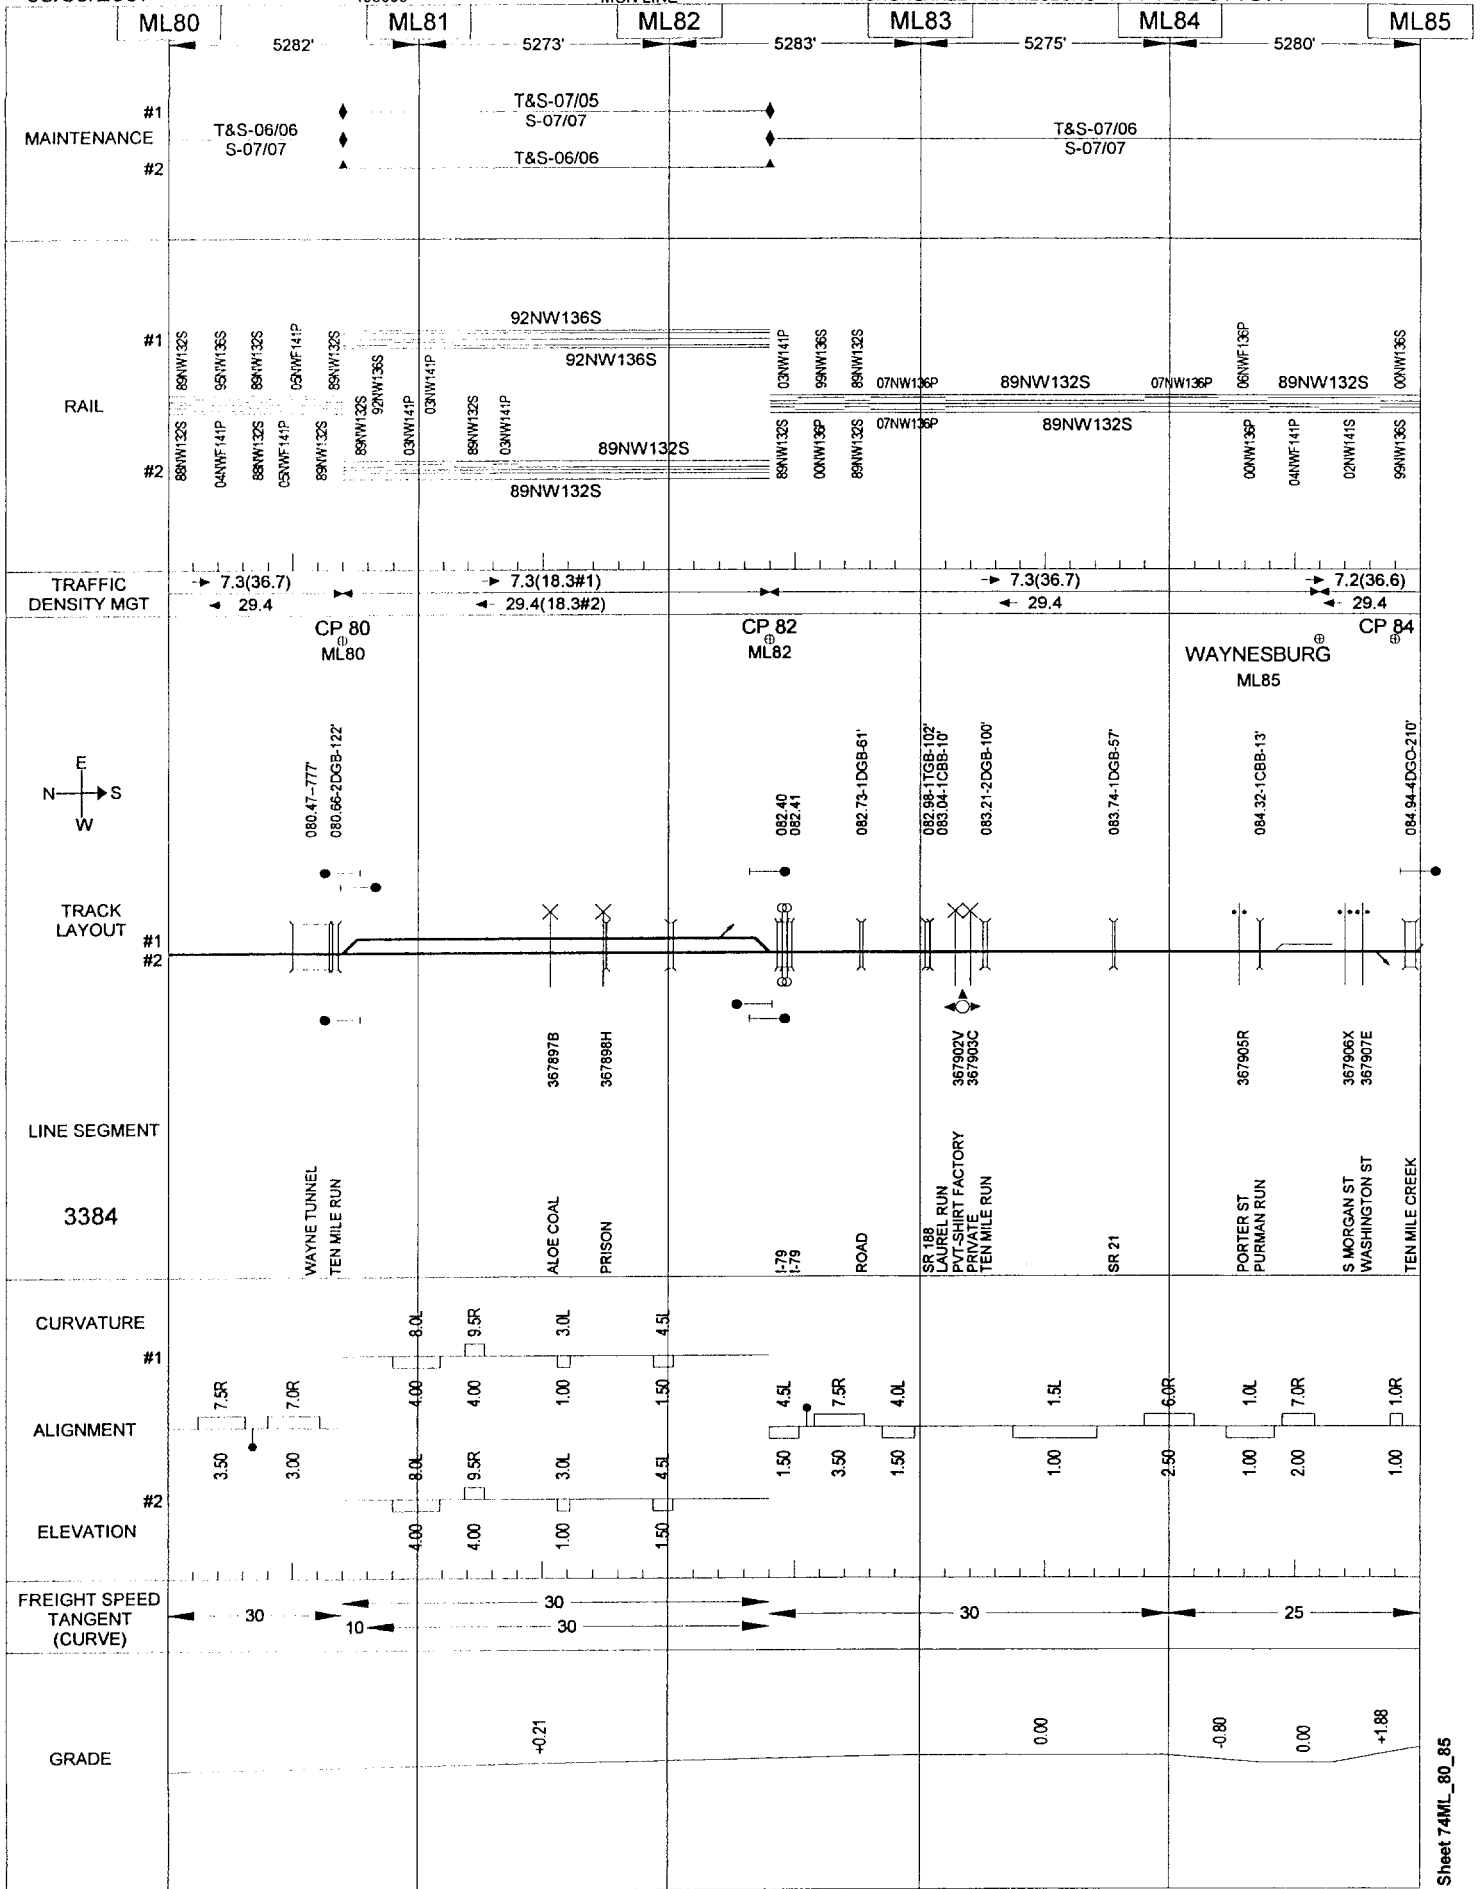 ML80 ML81 ML82 ML83 ML84 ML85
5282' 5273' 5283' 5275' 5280'
MAINTENANCE
#1
#2
T&S-06/06
S-07/07
T&S-07/05
S-07/07
T&S-06/06
T&S-07/06
S-07/07
RAIL
#1
#2
89NW132S
95NW136S
89NW132S
05NWF141P
89NW132S
88NW132S
04NWF141P
88NW132S
05NWF141P
89NW132S
92NW136S
92NW136S
89NW132S
92NW136S
03NW141P
03NW141P
89NW132S
03NW141P
89NW132S
89NW132S
03NW141P
99NW136S
89NW132S
07NW136P
89NW132S
07NW136P
06NWF136P
89NW132S
00NW136S
89NW132S
00NW136P
89NW132S
07NW136P
89NW132S
00NW136P
04NWF141P
02NW141S
99NW136S
TRAFFIC
DENSITY MGT
7.3(36.7)
29.4
7.3(18.3#1)
29.4(18.3#2)
7.3(36.7)
29.4
7.2(36.6)
29.4
CP 80
ML80
CP 82
ML82
WAYNESBURG
ML85
CP 84
N E S W
080.47--777'
080.66-2DGB-122'
082.40
082.41
082.73-1DGB-61'
082.98-1TGB-102'
083.04-1CBB-10'
083.21-2DGB-100'
083.74-1DGB-57'
084.32-1CBB-13'
084.94-4DGO-210'
TRACK
LAYOUT
#1
#2
367897B
367898H
367902V
367903C
367905R
367906X
367907E
LINE SEGMENT
3384
WAYNE TUNNEL
TEN MILE RUN
ALOE COAL
PRISON
I-79
I-79
ROAD
SR 188
LAUREL RUN
PVT-SHIRT FACTORY
PRIVATE
TEN MILE RUN
SR 21
PORTER ST
PURMAN RUN
S MORGAN ST
WASHINGTON ST
TEN MILE CREEK
CURVATURE
#1
8.0L 9.5R 3.0L 4.5L
4.00 4.00 1.00 1.50
ALIGNMENT
7.5R 7.0R 4.5L 7.5R 4.0L 1.5L 6.0R 1.0L 7.0R 1.0R
3.50 3.00 1.50 3.50 1.50 1.00 2.50 1.00 2.00 1.00
#2
8.0L 9.5R 3.0L 4.5L
ELEVATION
4.00 4.00 1.00 1.50
FREIGHT SPEED
TANGENT
(CURVE)
30 30 30 25
10 30
GRADE
+0.21 0.00 -0.80 0.00 +1.88
Sheet 74ML_80_85